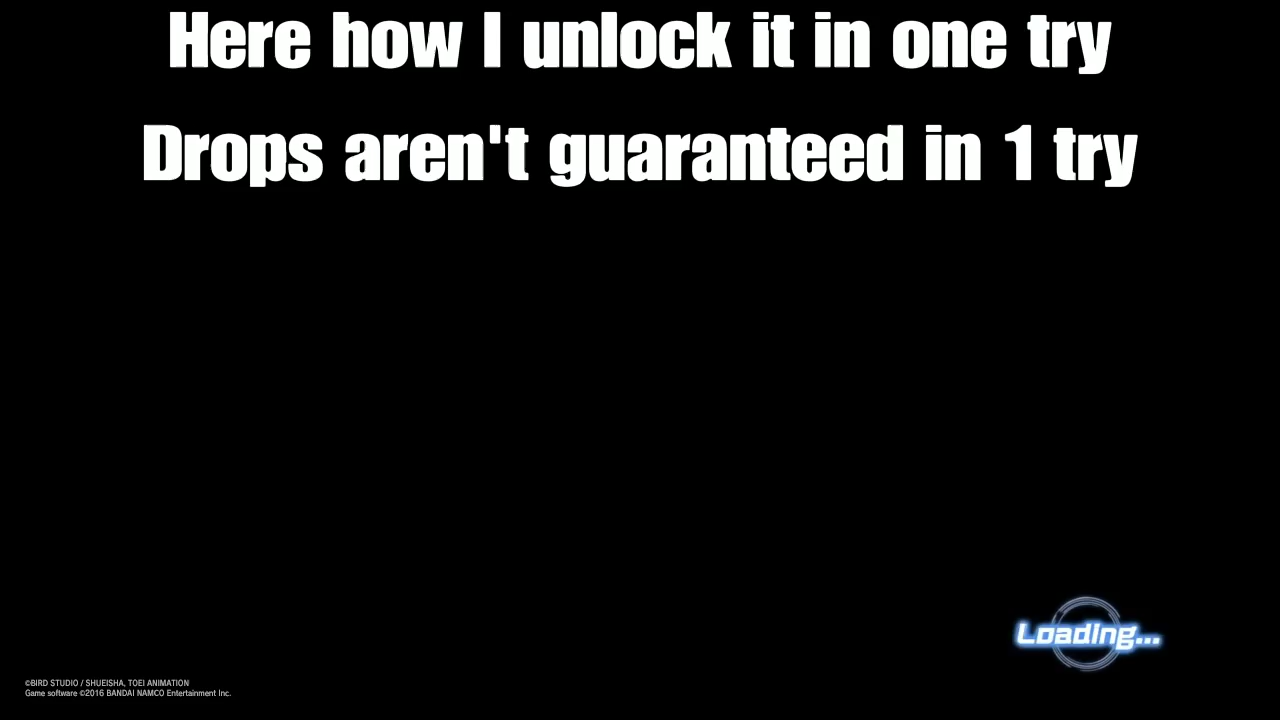 Here how I unlock it in one try
Drops aren't guaranteed in 1 try
Loading...
©BIRD STUDIO / SHUEISHA, TOEI ANIMATION
Game software ©2016 BANDAI NAMCO Entertainment Inc.